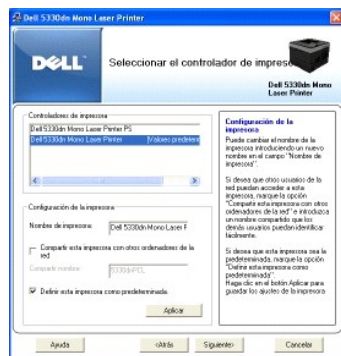 Dell 5330dn Mono Laser Printer
DELL
Seleccionar el controlador de impreso
Dell 5330dn Mono
Laser Printer
Controladores de impresora
Dell 5330dn Mono Laser Printer PS
Dell 5330dn Mono Laser Printer (Valores predeterm
Configuración de la impresora
Nombre de impresora: Dell 5330dn Mono Laser F
Compartir esta impresora con otros ordenadores de la
red
Compartir nombre: 5330dnPCL
Definir esta impresora como predeterminada.
Aplicar
Configuración de la
impresora
Puede cambiar el nombre de la
impresora introduciendo un nuevo
nombre en el campo "Nombre de
impresora".
Si desea que otros usuarios de la
red puedan acceder a esta
impresora, marque la opción
"Compartir esta impresora con otros
ordenadores de la red" e introduzca
un nombre compartido que los
demás usuarios puedan identificar
fácilmente.
Si desea que esta impresora sea la
predeterminada, marque la opción
"Definir esta impresora como
predeterminada".
Haga clic en el botón Aplicar para
guardar los ajustes de la impresora
Ayuda
<Atrás
Siguiente>
Cancelar